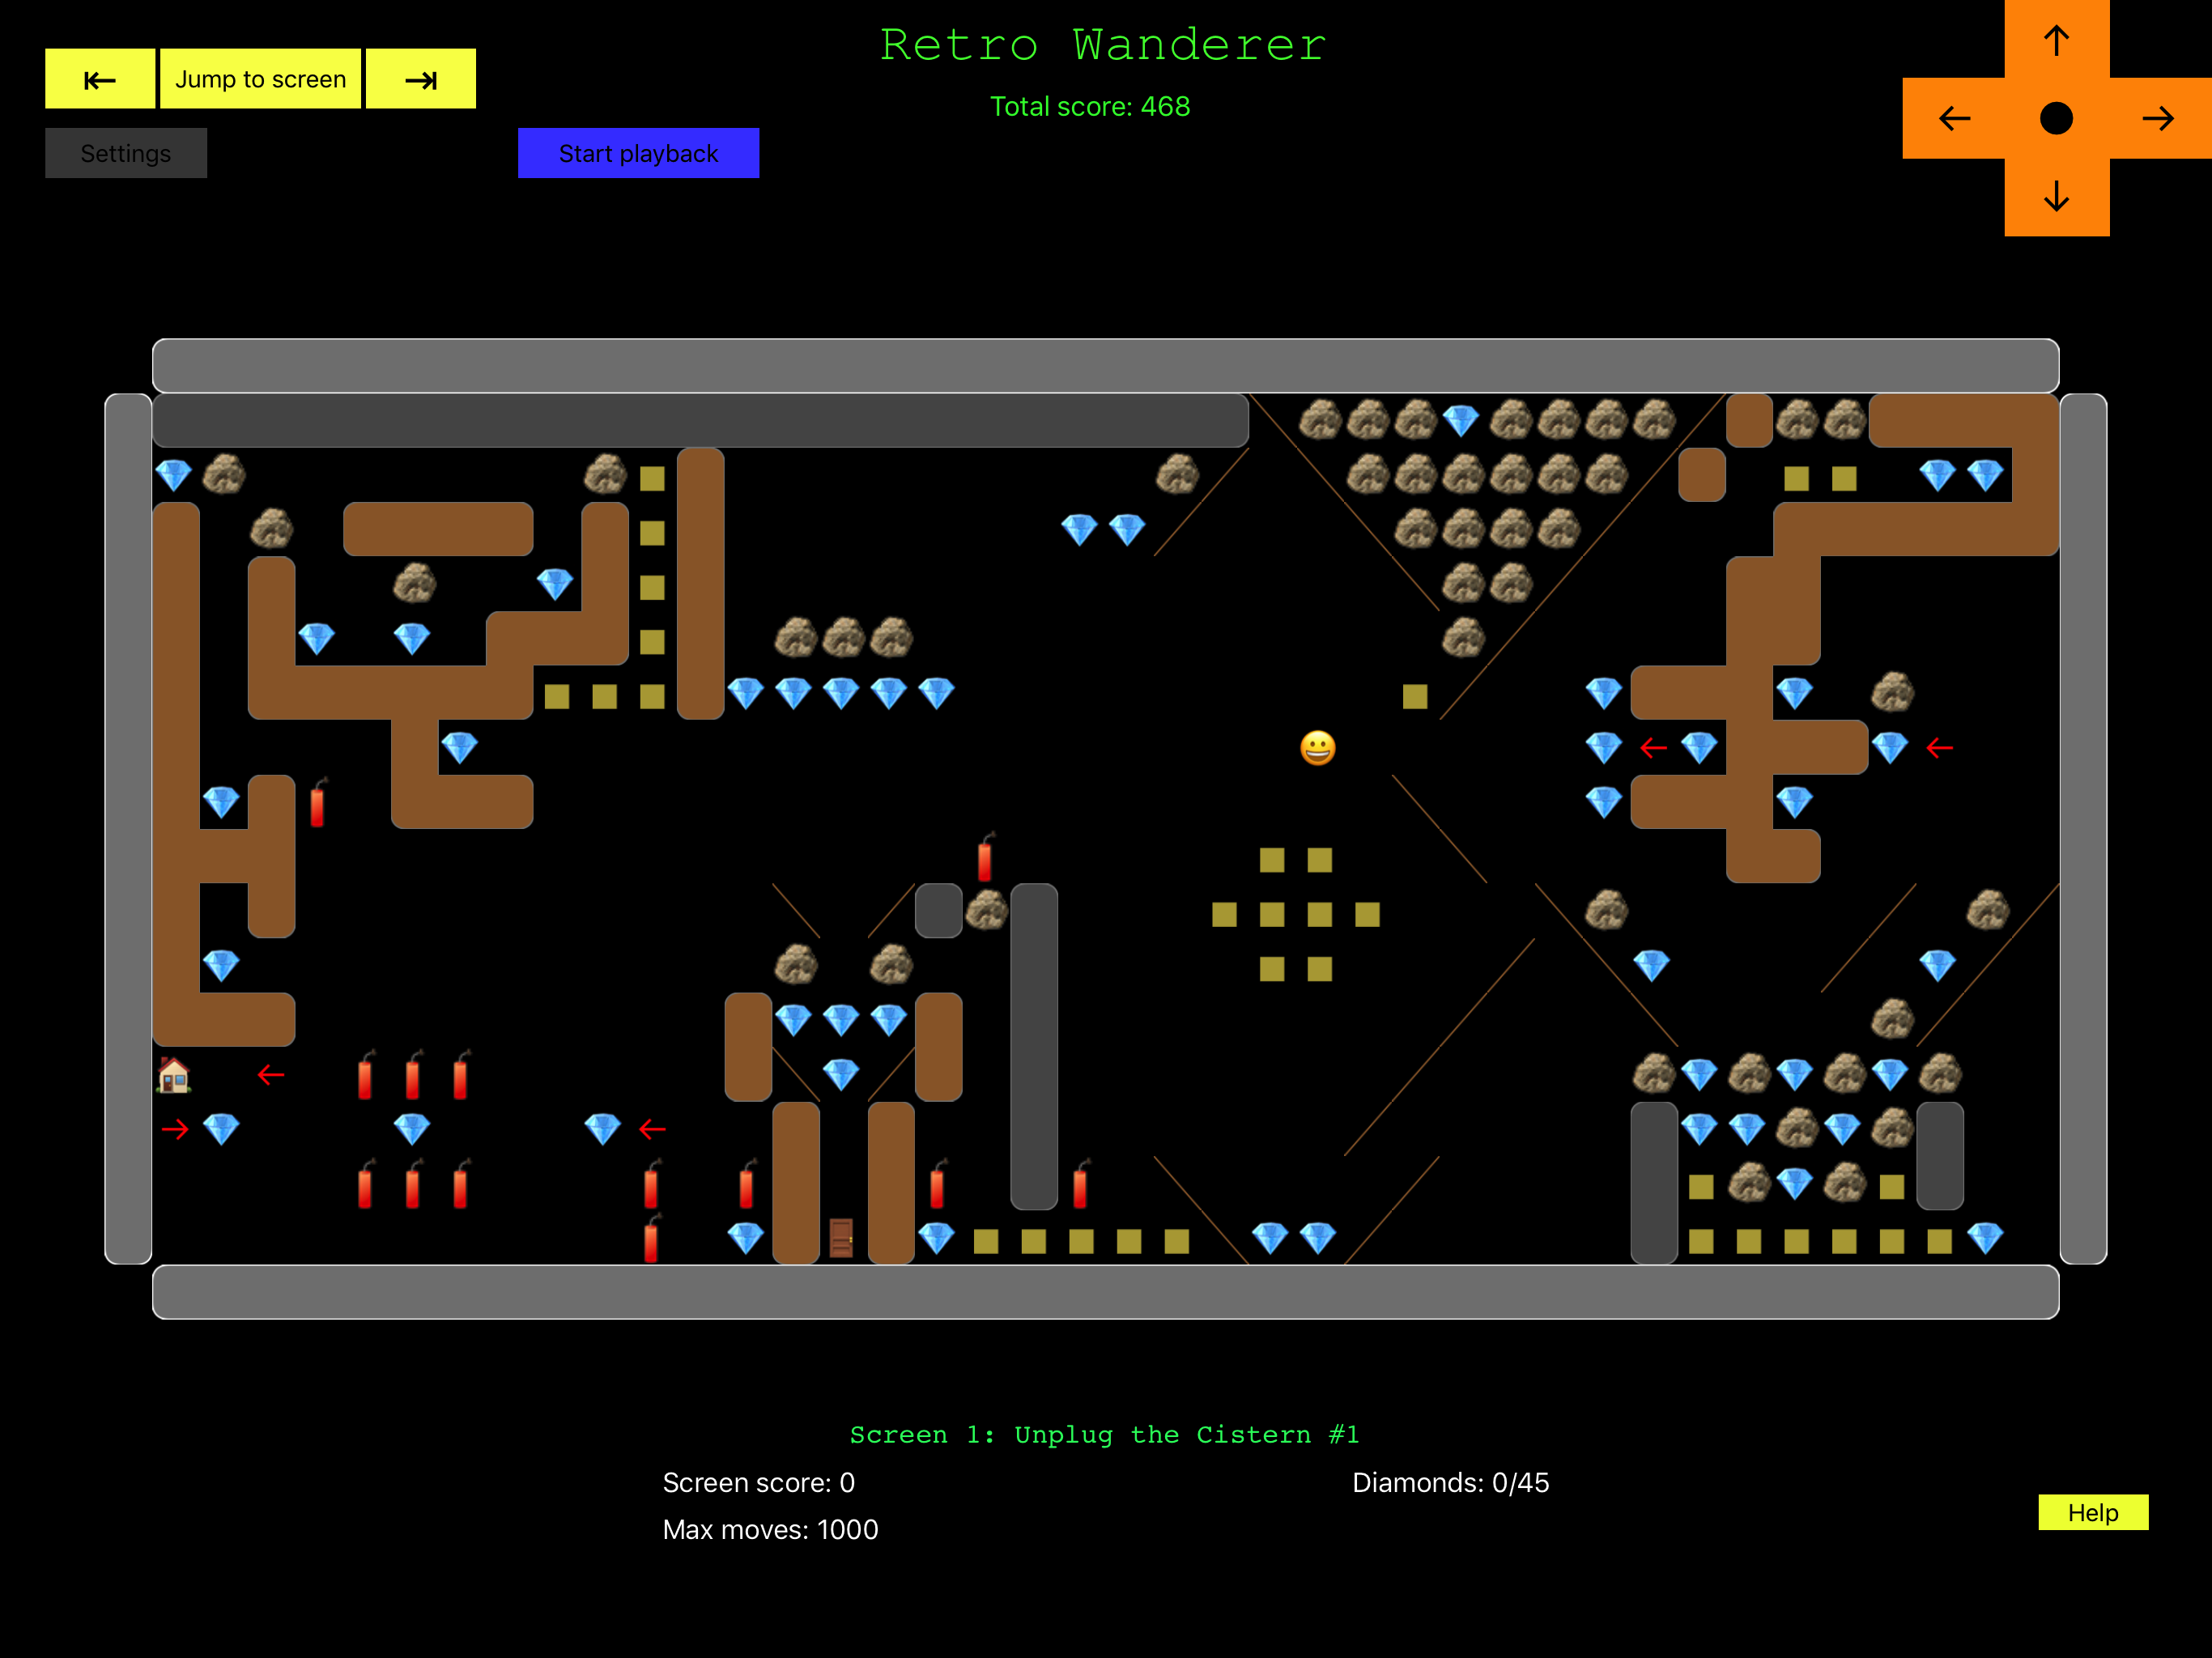 Retro Wanderer
Jump to screen
Total score: 468
Settings
Start playback
Screen 1: Unplug the Cistern #1
Screen score: 0
Diamonds: 0/45
Max moves: 1000
Help